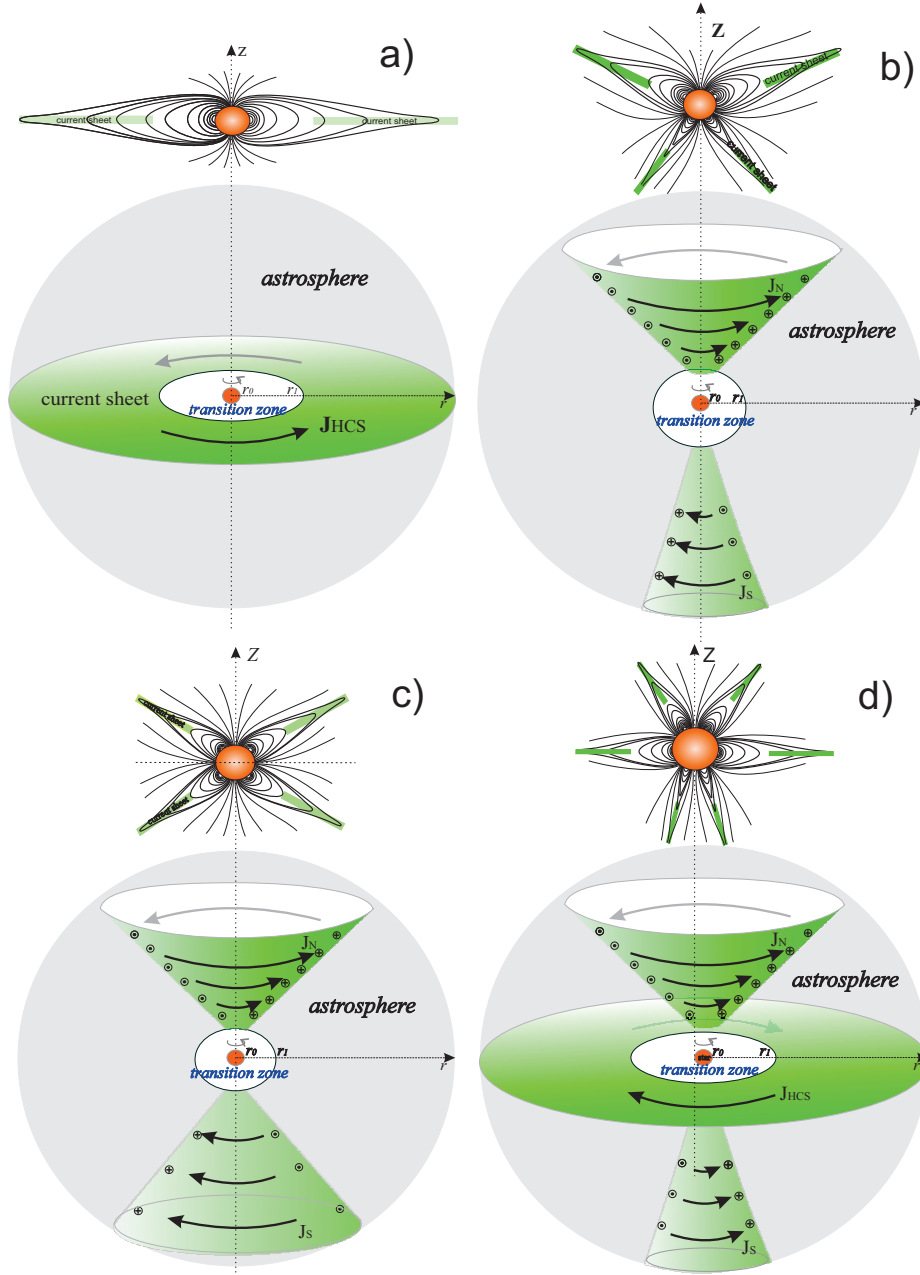 a)
z
current sheet
current sheet
astrosphere
current sheet
r0
r1
r
transition zone
JHCS
b)
Z
current sheet
current sheet
JN
astrosphere
r0
r1
r
transition zone
JS
c)
Z
current sheet
current sheet
JN
astrosphere
r0
r1
r
transition zone
JS
d)
Z
JN
astrosphere
star
r0
r1
r
transition zone
JHCS
JS